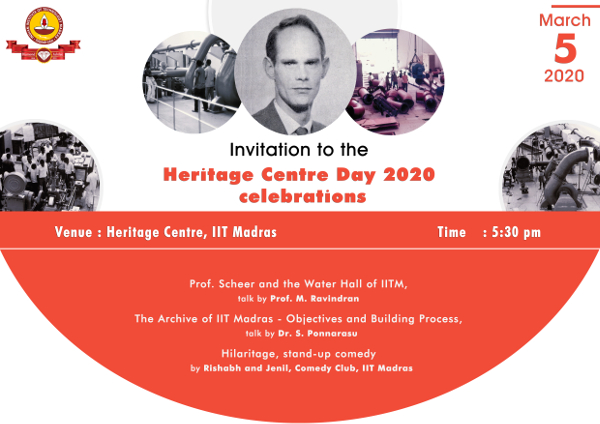 March
5
2020
Invitation to the
Heritage Centre Day 2020
celebrations
Venue : Heritage Centre, IIT Madras
Time : 5:30 pm
Prof. Scheer and the Water Hall of IITM,
talk by Prof. M. Ravindran
The Archive of IIT Madras - Objectives and Building Process,
talk by Dr. S. Ponnarasu
Hilaritage, stand-up comedy
by Rishabh and Jenil, Comedy Club, IIT Madras